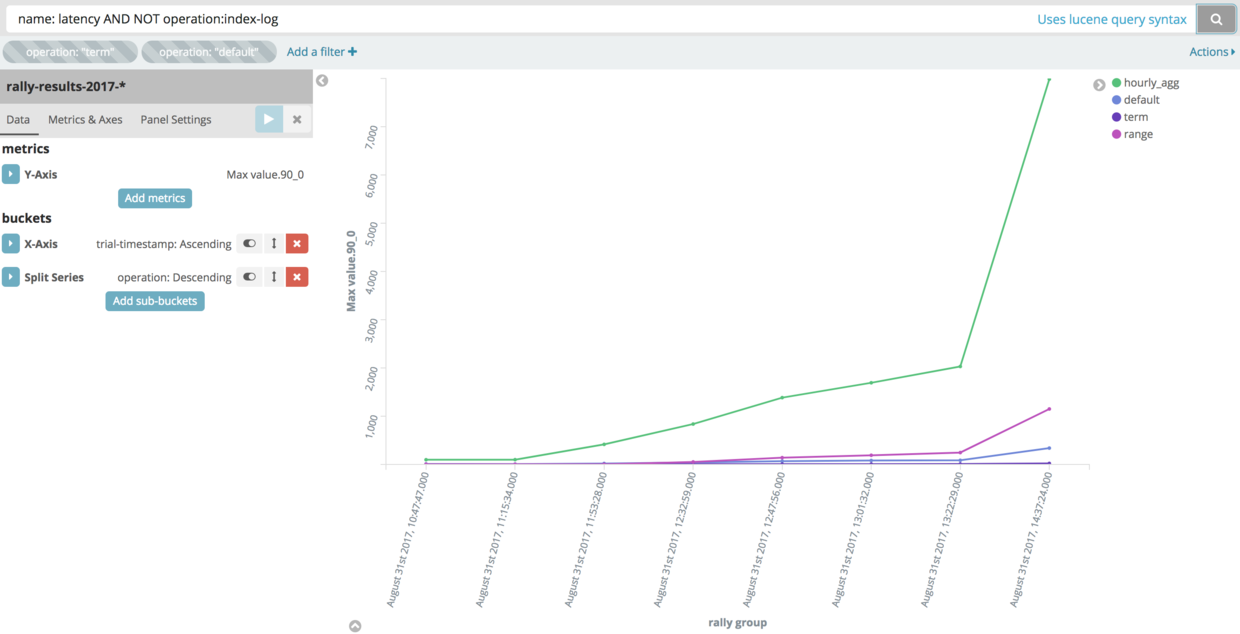 name: latency AND NOT operation:index-log
Uses lucene query syntax
operation: "term"
operation: "default"
Add a filter +
Actions
rally-results-2017-*
Data
Metrics & Axes
Panel Settings
metrics
Y-Axis
Max value.90_0
Add metrics
buckets
X-Axis
trial-timestamp: Ascending
Split Series
operation: Descending
Add sub-buckets
Max value.90_0
7,000
6,000
5,000
4,000
3,000
2,000
1,000
August 31st 2017, 10:47:47.000
August 31st 2017, 11:15:34.000
August 31st 2017, 11:53:28.000
August 31st 2017, 12:32:59.000
August 31st 2017, 12:47:56.000
August 31st 2017, 13:01:32.000
August 31st 2017, 13:22:29.000
August 31st 2017, 14:37:24.000
rally group
hourly_agg
default
term
range